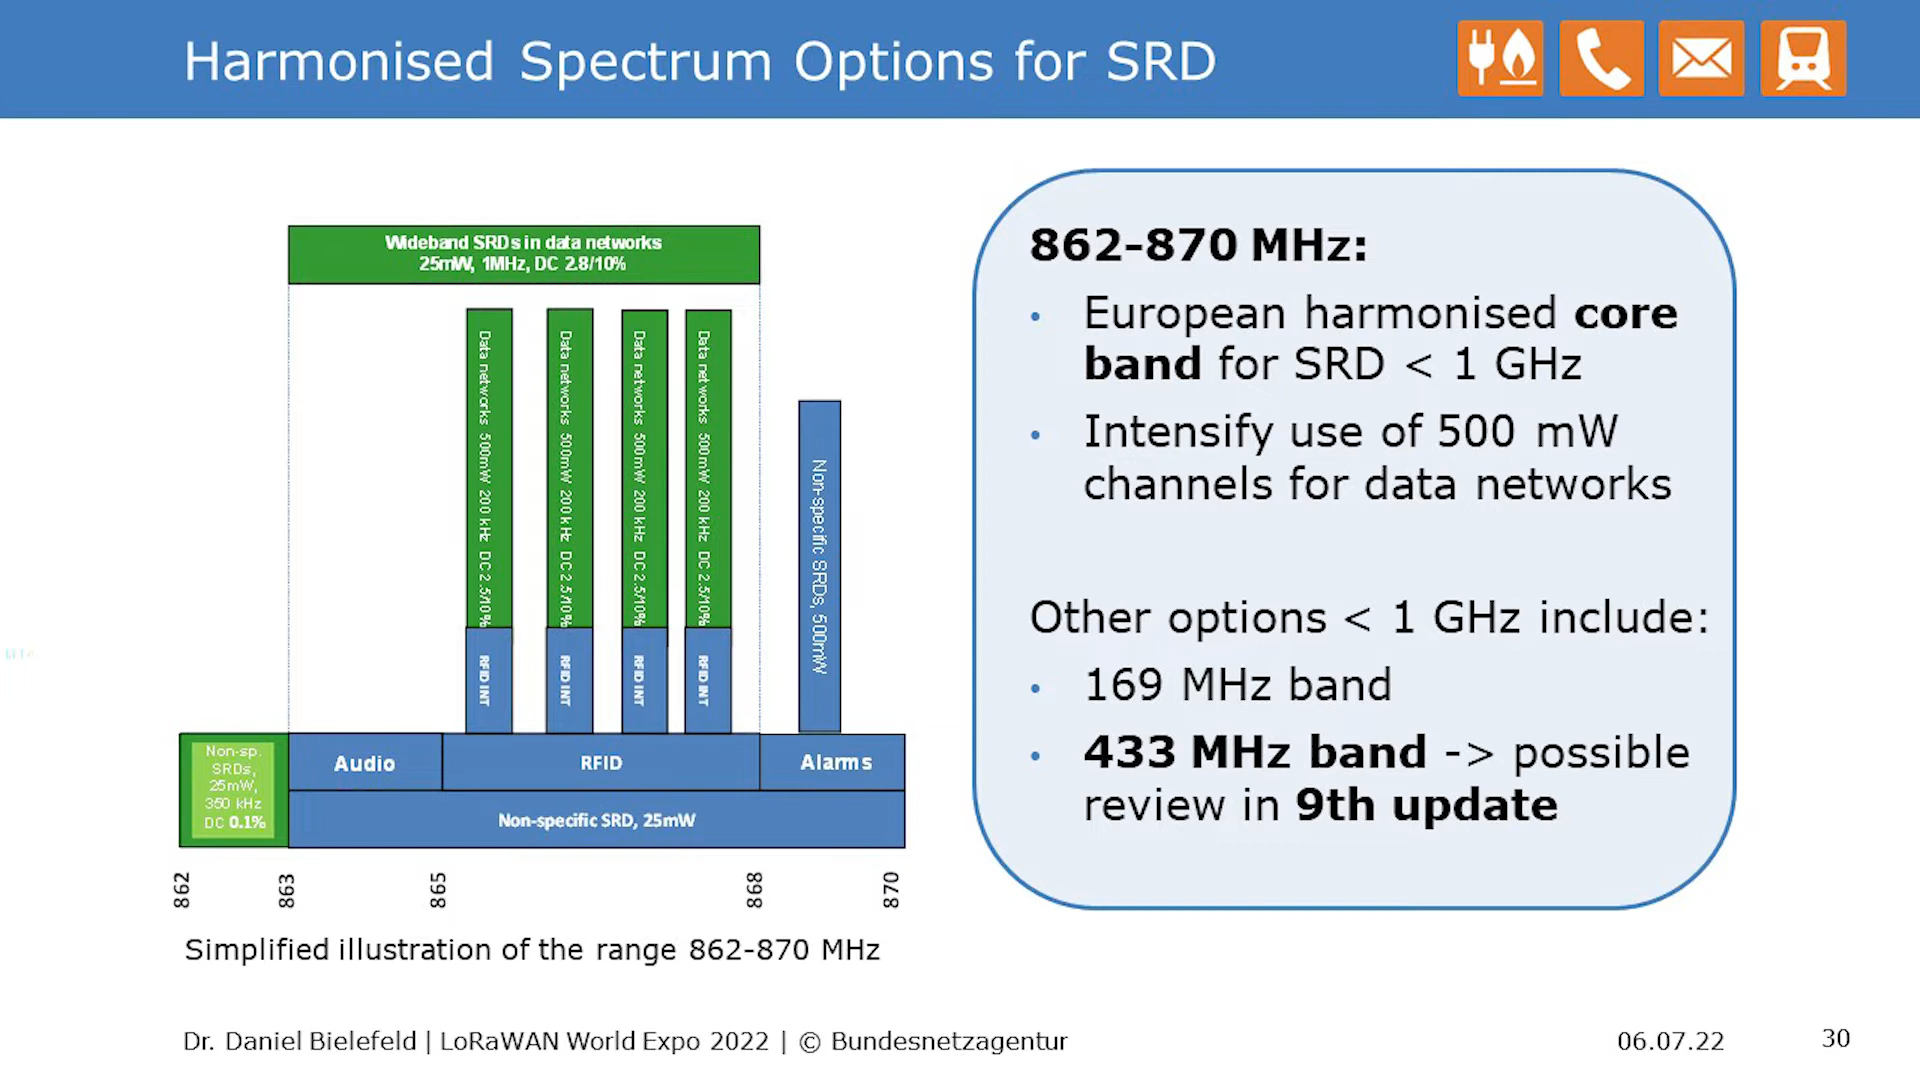 Harmonised Spectrum Options for SRD
Wideband SRDs in data networks
25mW, 1MHz, DC 2.8/10%
Data networks 500mW 200 kHz DC 2.5/10%
Data networks 500mW 200 kHz DC 2.5/10%
Data networks 500mW 200 kHz DC 2.5/10%
Data networks 500mW 200 kHz DC 2.5/10%
Non-specific SRDs, 500mW
RFID INT
RFID INT
RFID INT
RFID INT
Non-sp.
SRDs,
25mW,
350 kHz
DC 0.1%
Audio
RFID
Alarms
Non-specific SRD, 25mW
862
863
865
868
870
Simplified illustration of the range 862-870 MHz
862-870 MHz:
• European harmonised core
band for SRD < 1 GHz
• Intensify use of 500 mW
channels for data networks
Other options < 1 GHz include:
• 169 MHz band
• 433 MHz band -> possible
review in 9th update
Dr. Daniel Bielefeld | LoRaWAN World Expo 2022 | © Bundesnetzagentur
06.07.22
30